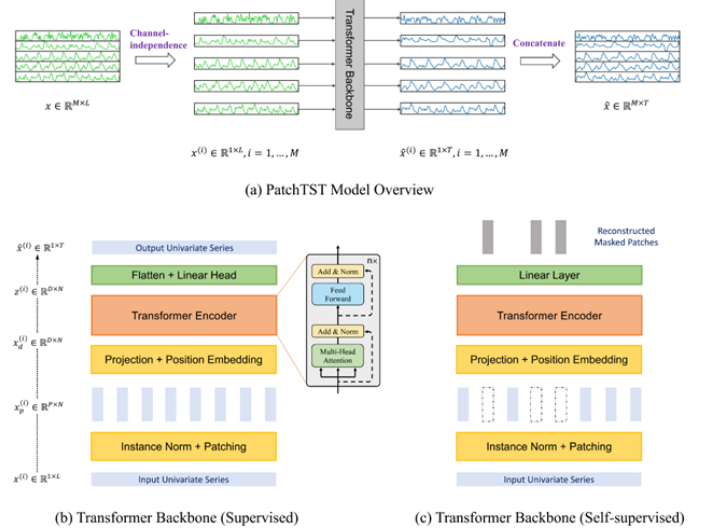 Channel-
independence
Transformer Backbone
Concatenate
x ∈ ℝ^{M×L}
x^{(i)} ∈ ℝ^{1×L}, i = 1, ..., M
x̂^{(i)} ∈ ℝ^{1×T}, i = 1, ..., M
x̂ ∈ ℝ^{M×T}
(a) PatchTST Model Overview
x̂^{(i)} ∈ ℝ^{1×T}
Output Univariate Series
Flatten + Linear Head
z^{(i)} ∈ ℝ^{D×N}
Transformer Encoder
x_d^{(i)} ∈ ℝ^{D×N}
Projection + Position Embedding
x_p^{(i)} ∈ ℝ^{P×N}
Instance Norm + Patching
x^{(i)} ∈ ℝ^{1×L}
Input Univariate Series
n×
Add & Norm
Feed
Forward
Add & Norm
Multi-Head
Attention
(b) Transformer Backbone (Supervised)
Reconstructed
Masked Patches
Linear Layer
Transformer Encoder
Projection + Position Embedding
Instance Norm + Patching
Input Univariate Series
(c) Transformer Backbone (Self-supervised)